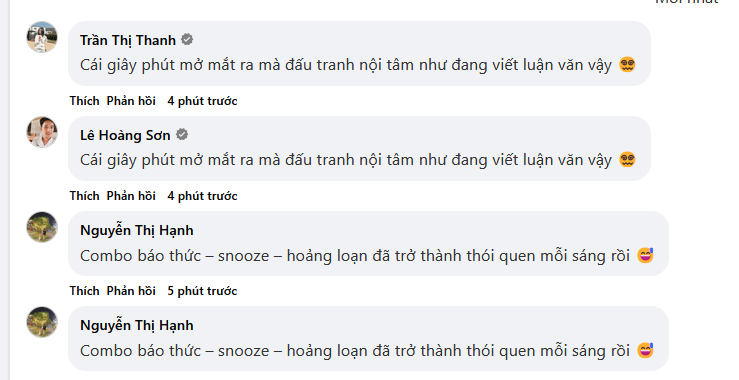 Mới nhất
Trần Thị Thanh
Cái giây phút mở mắt ra mà đấu tranh nội tâm như đang viết luận văn vậy 😵‍💫
Thích Phản hồi 4 phút trước
Lê Hoàng Sơn
Cái giây phút mở mắt ra mà đấu tranh nội tâm như đang viết luận văn vậy 😵‍💫
Thích Phản hồi 4 phút trước
Nguyễn Thị Hạnh
Combo báo thức – snooze – hoảng loạn đã trở thành thói quen mỗi sáng rồi 😅
Thích Phản hồi 5 phút trước
Nguyễn Thị Hạnh
Combo báo thức – snooze – hoảng loạn đã trở thành thói quen mỗi sáng rồi 😅